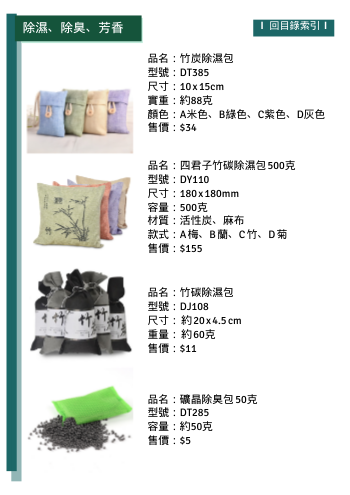 除濕、除臭、芳香
I 回目錄索引 I
品名：竹炭除濕包
型號：DT385
尺寸：10x15cm
實重：約88克
顏色：A米色、B綠色、C紫色、D灰色
售價：$34
品名：四君子竹碳除濕包500克
型號：DY110
尺寸：180x180mm
容量：500克
材質：活性炭、麻布
款式：A梅、B蘭、C竹、D菊
售價：$155
品名：竹碳除濕包
型號：DJ108
尺寸：約20x4.5cm
重量：約60克
售價：$11
品名：礦晶除臭包50克
型號：DT285
容量：約50克
售價：$5